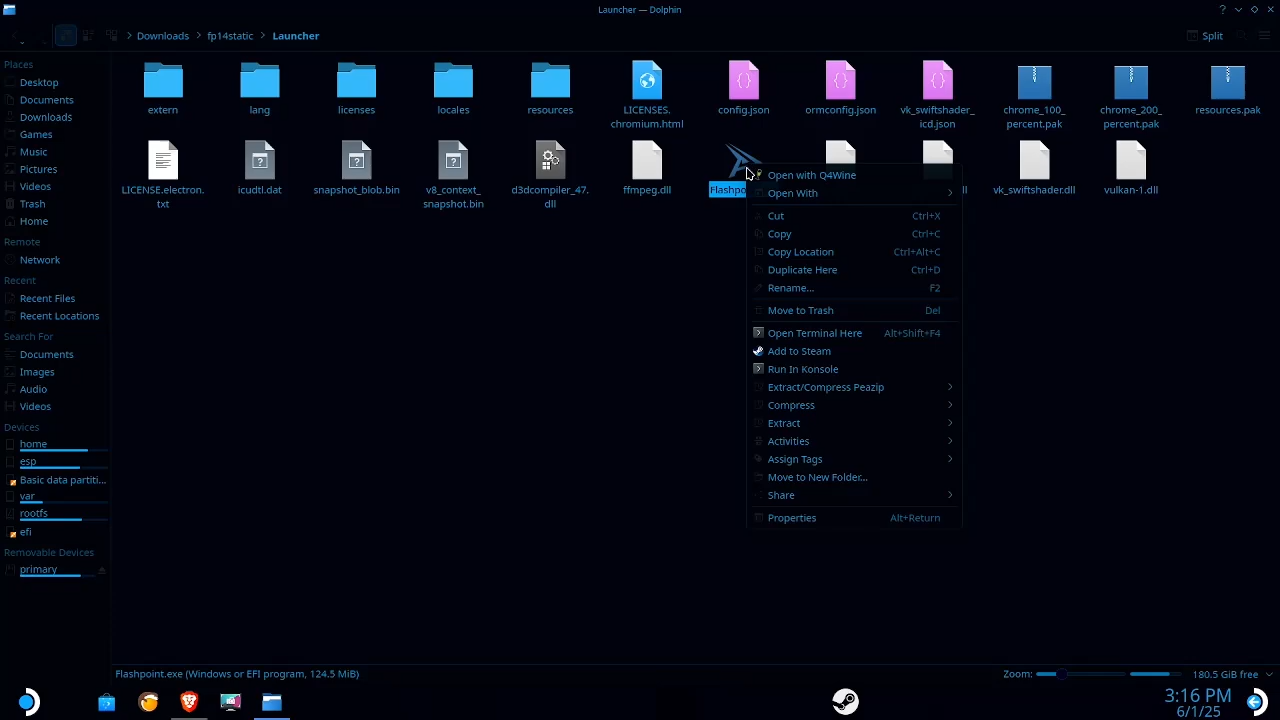 Launcher — Dolphin
Downloads
fp14static
Launcher
Split
Places
Desktop
Documents
Downloads
Games
Music
Pictures
Videos
Trash
Home
Remote
Network
Recent
Recent Files
Recent Locations
Search For
Documents
Images
Audio
Videos
Devices
home
esp
Basic data partiti...
var
rootfs
efi
Removable Devices
primary
extern
lang
licenses
locales
resources
LICENSES.
chromium.html
config.json
ormconfig.json
vk_swiftshader_
icd.json
chrome_100_
percent.pak
chrome_200_
percent.pak
resources.pak
LICENSE.electron.
txt
icudtl.dat
snapshot_blob.bin
v8_context_
snapshot.bin
d3dcompiler_47.
dll
ffmpeg.dll
Flashpo
ll
vk_swiftshader.dll
vulkan-1.dll
Open with Q4Wine
Open With
Cut Ctrl+X
Copy Ctrl+C
Copy Location Ctrl+Alt+C
Duplicate Here Ctrl+D
Rename... F2
Move to Trash Del
Open Terminal Here Alt+Shift+F4
Add to Steam
Run In Konsole
Extract/Compress Peazip
Compress
Extract
Activities
Assign Tags
Move to New Folder...
Share
Properties Alt+Return
Flashpoint.exe (Windows or EFI program, 124.5 MiB)
Zoom:
180.5 GiB free
3:16 PM
6/1/25